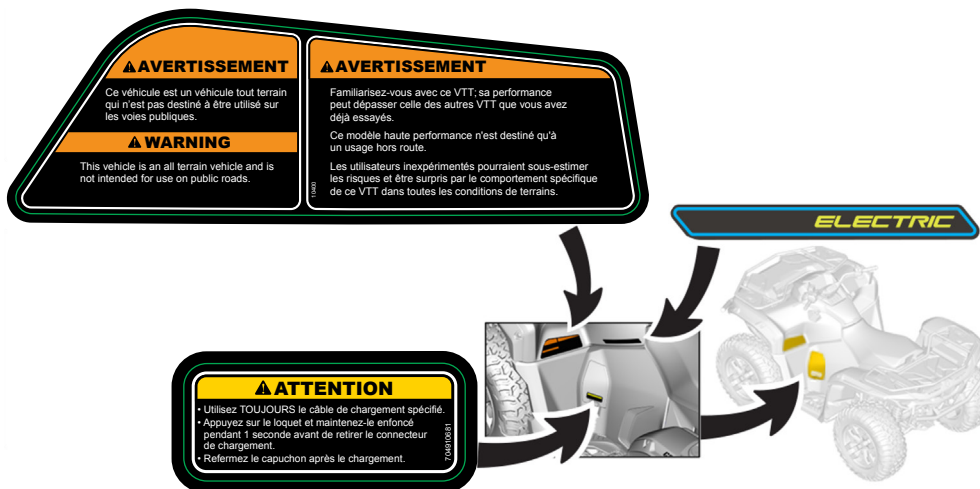 AVERTISSEMENT
Ce véhicule est un véhicule tout terrain
qui n'est pas destiné à être utilisé sur
les voies publiques.
WARNING
This vehicle is an all terrain vehicle and is
not intended for use on public roads.
AVERTISSEMENT
Familiarisez-vous avec ce VTT; sa performance
peut dépasser celle des autres VTT que vous avez
déjà essayés.
Ce modèle haute performance n'est destiné qu'à
un usage hors route.
Les utilisateurs inexpérimentés pourraient sous-estimer
les risques et être surpris par le comportement spécifique
de ce VTT dans toutes les conditions de terrains.
10400
ELECTRIC
ATTENTION
• Utilisez TOUJOURS le câble de chargement spécifié.
• Appuyez sur le loquet et maintenez-le enfoncé
pendant 1 seconde avant de retirer le connecteur
de chargement.
• Refermez le capuchon après le chargement.
704910681